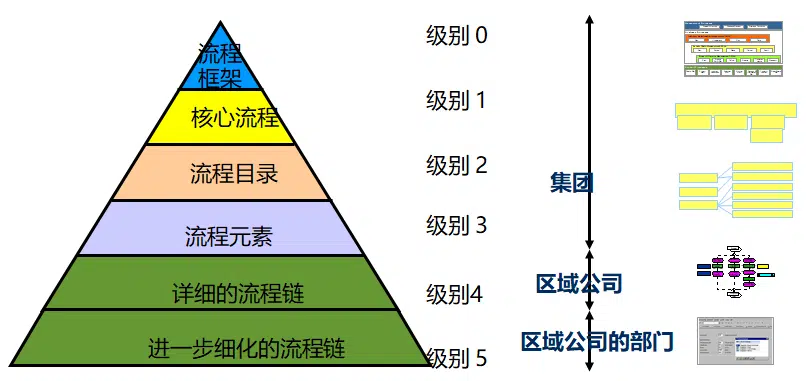 流程
框架
级别 0
核心流程
级别 1
流程目录
级别 2
集团
流程元素
级别 3
详细的流程链
级别4
区域公司
进一步细化的流程链
级别 5
区域公司的部门